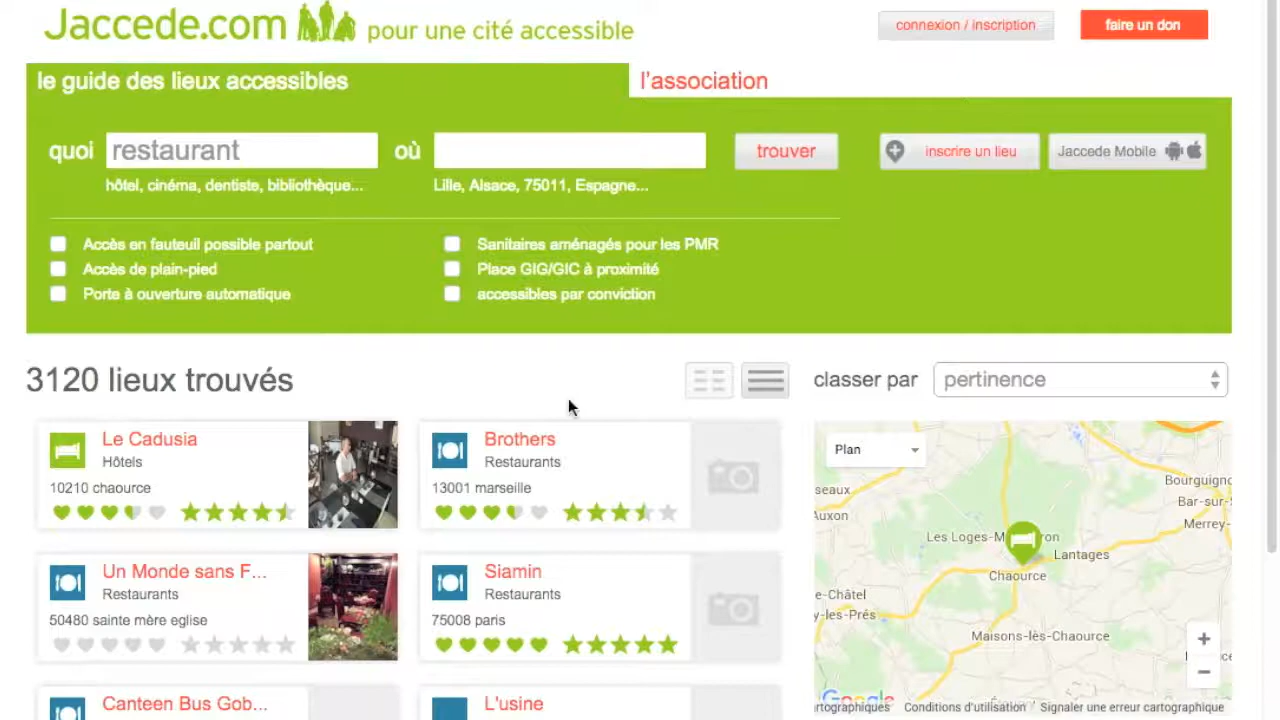 Jaccede.com pour une cité accessible
connexion / inscription
faire un don
le guide des lieux accessibles
l'association
quoi restaurant
où
trouver
inscrire un lieu
Jaccede Mobile
hôtel, cinéma, dentiste, bibliothèque...
Lille, Alsace, 75011, Espagne...
Accès en fauteuil possible partout
Sanitaires aménagés pour les PMR
Accès de plain-pied
Place GIG/GIC à proximité
Porte à ouverture automatique
accessibles par conviction
3120 lieux trouvés
classer par pertinence
Le Cadusia
Hôtels
10210 chaource
Brothers
Restaurants
13001 marseille
Un Monde sans F...
Restaurants
50480 sainte mère eglise
Siamin
Restaurants
75008 paris
Canteen Bus Gob...
L'usine
Plan
seaux
Auxon
Bourguign
Bar-sur-
Merrey-
Les Loges-M
ron
Lantages
Chaource
e-Châtel
y-les-Prés
Maisons-lès-Chaource
+
−
Google
rtographiques
Conditions d'utilisation
Signaler une erreur cartographique